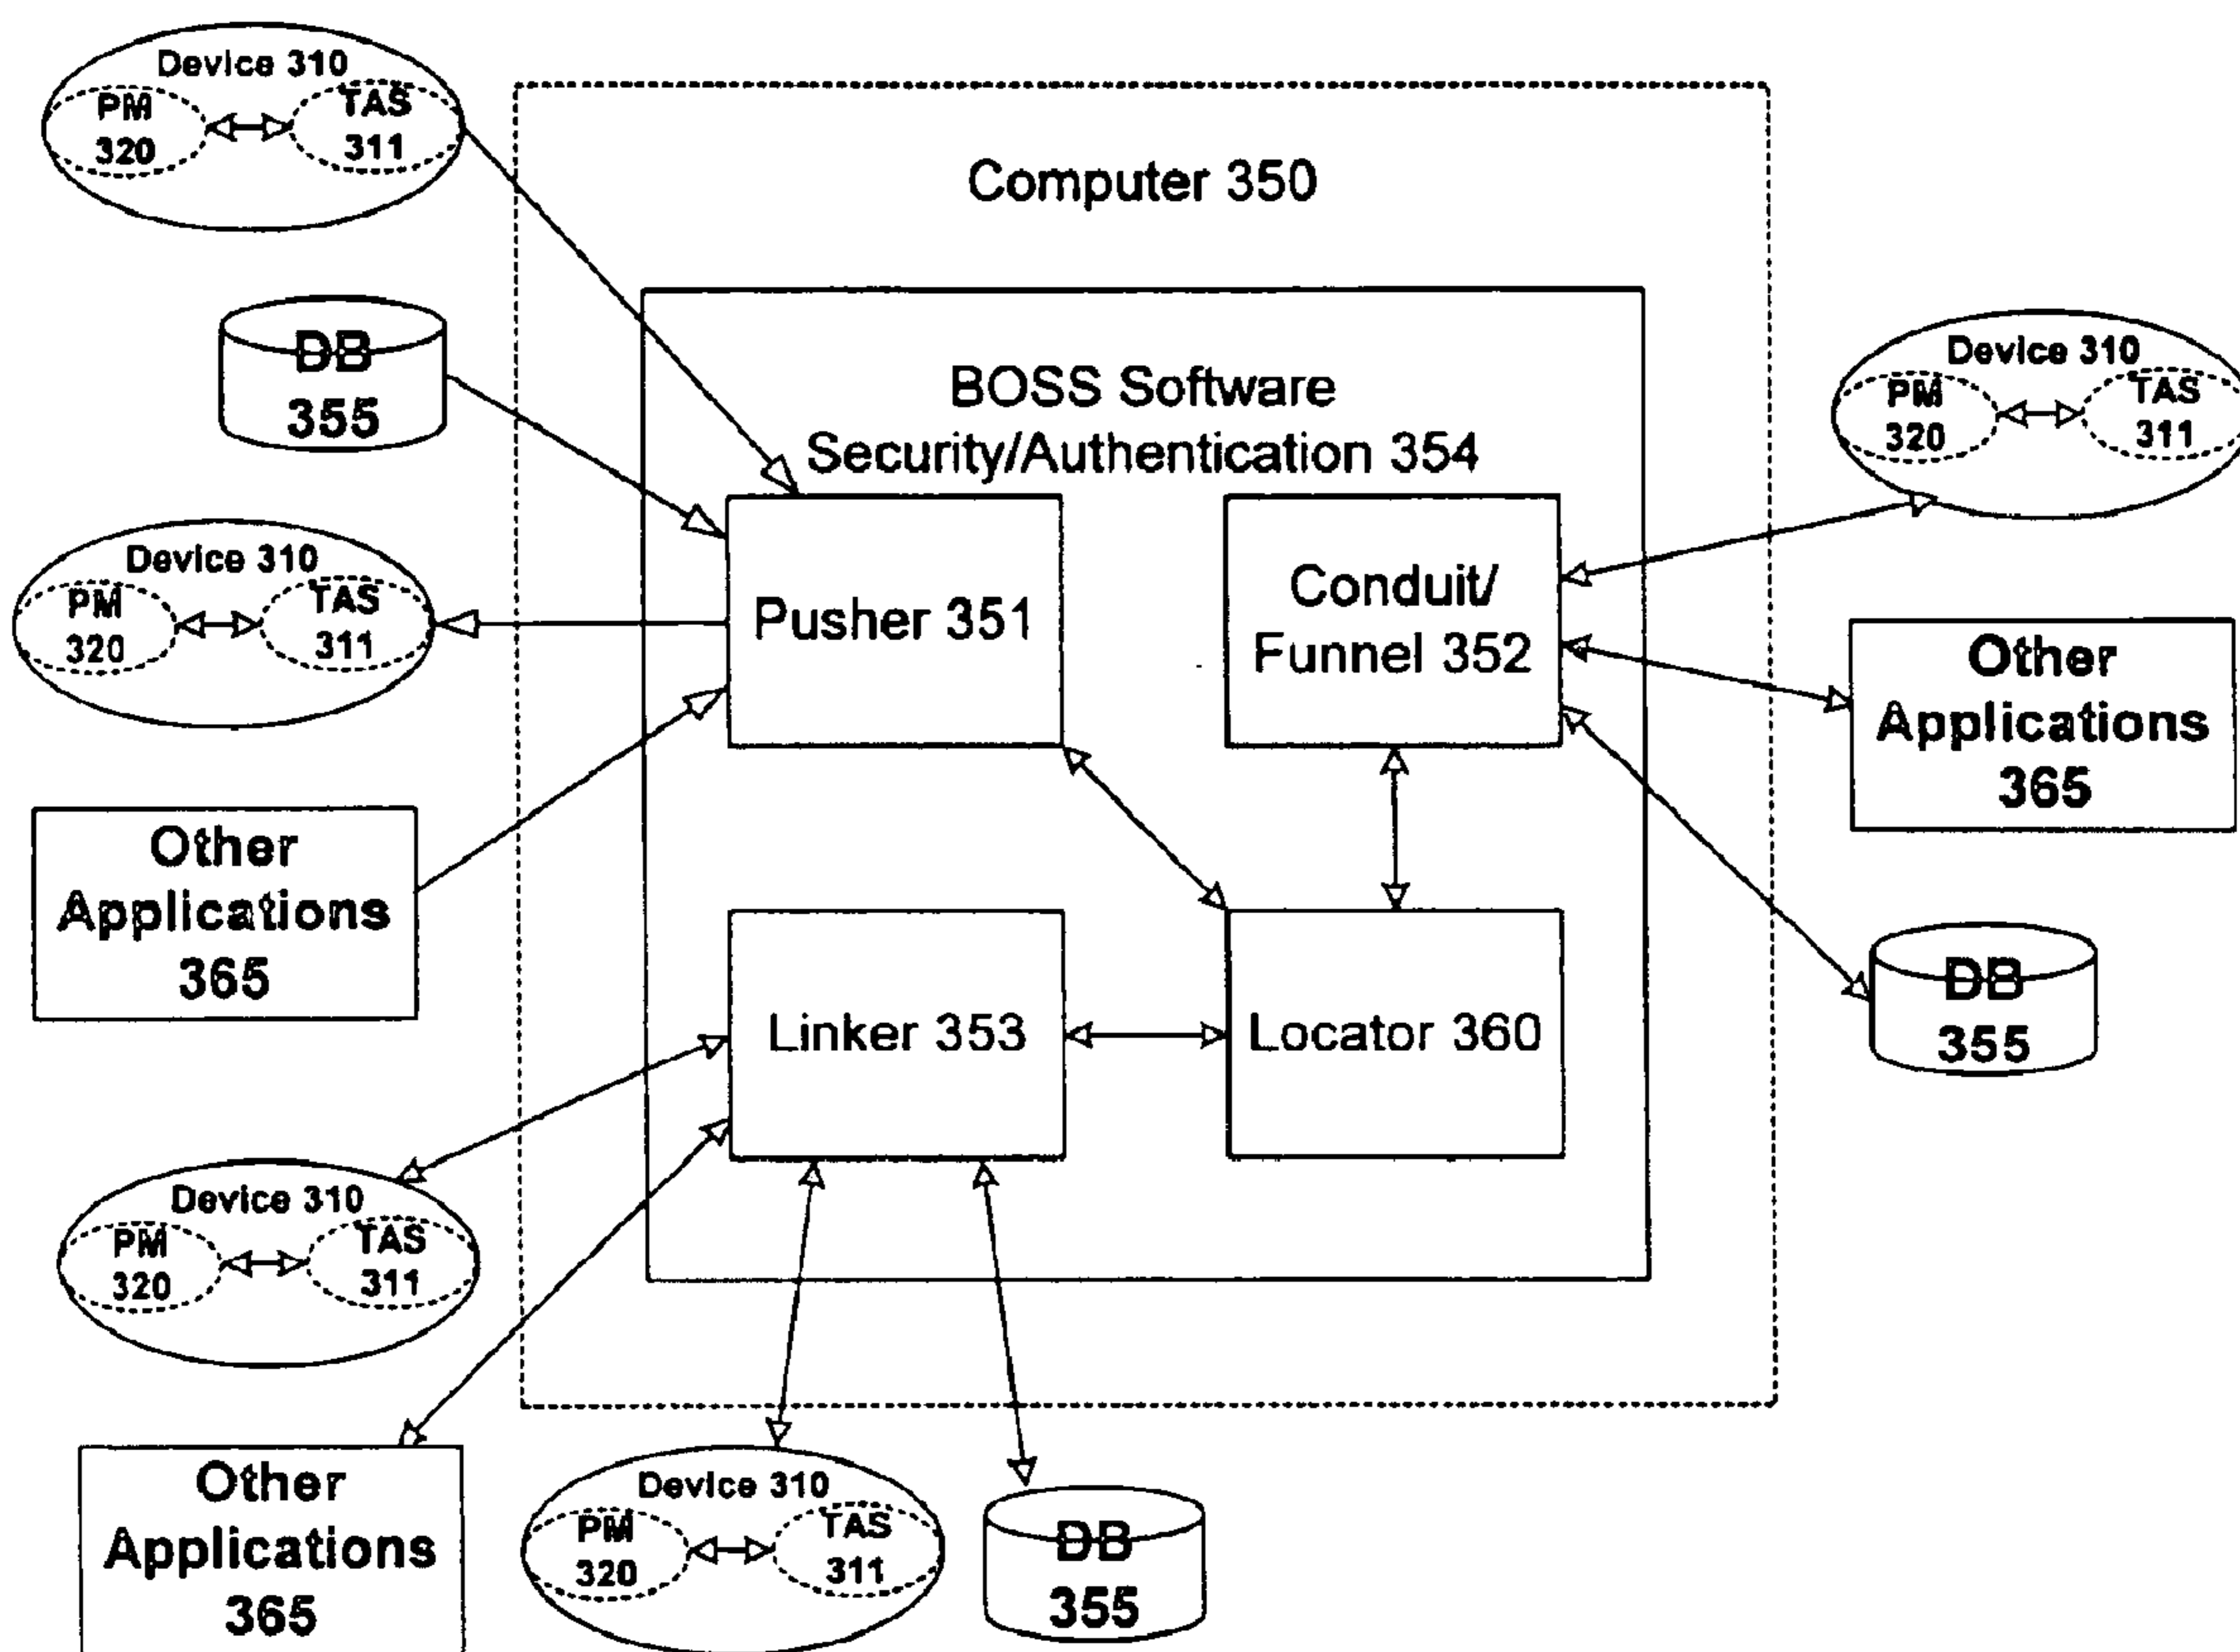 Device 310
PM
320
TAS
311
Computer 350
DB
355
BOSS Software
Security/Authentication 354
Device 310
PM
320
TAS
311
Device 310
PM
320
TAS
311
Pusher 351
Conduit/
Funnel 352
Other
Applications
365
Other
Applications
365
Linker 353
Locator 360
DB
355
Device 310
PM
320
TAS
311
Other
Applications
365
Device 310
PM
320
TAS
311
DB
355